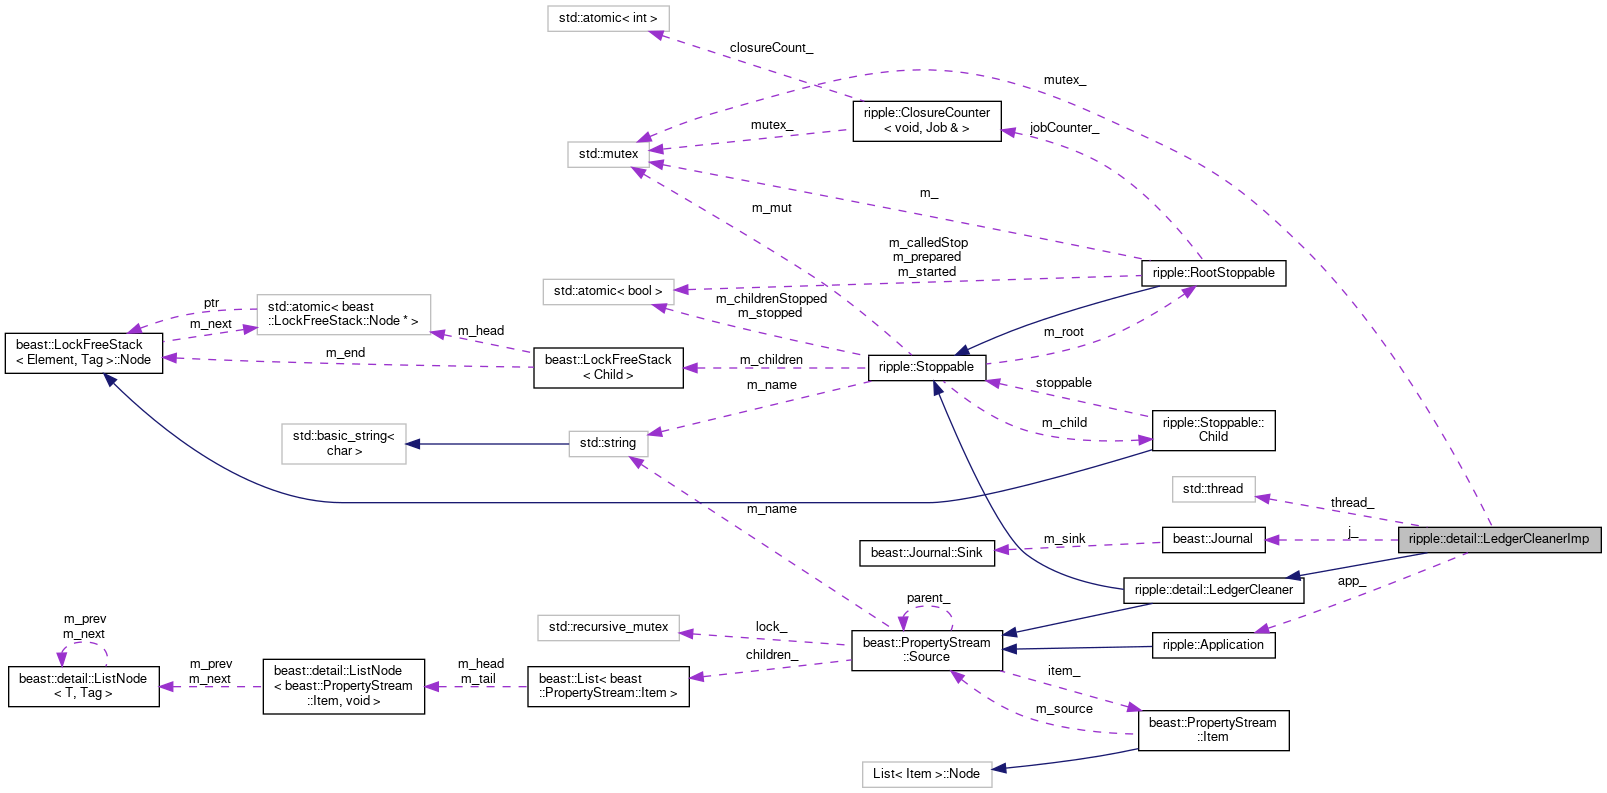 std::atomic< int >
closureCount_
mutex_
ripple::ClosureCounter
< void, Job & >
mutex_
jobCounter_
std::mutex
m_
m_mut
m_calledStop
m_prepared
m_started
ripple::RootStoppable
std::atomic< bool >
m_childrenStopped
m_stopped
ptr
std::atomic< beast
::LockFreeStack::Node * >
m_next
m_head
m_root
beast::LockFreeStack
< Element, Tag >::Node
m_end
beast::LockFreeStack
< Child >
m_children
ripple::Stoppable
m_name
stoppable
m_child
ripple::Stoppable::
Child
std::basic_string<
char >
std::string
std::thread
thread_
m_name
beast::Journal::Sink
m_sink
beast::Journal
j_
ripple::detail::LedgerCleanerImp
ripple::detail::LedgerCleaner
app_
parent_
m_prev
m_next
std::recursive_mutex
lock_
beast::PropertyStream
::Source
ripple::Application
children_
beast::detail::ListNode
< T, Tag >
m_prev
m_next
beast::detail::ListNode
< beast::PropertyStream
::Item, void >
m_head
m_tail
beast::List< beast
::PropertyStream::Item >
item_
m_source
beast::PropertyStream
::Item
List< Item >::Node